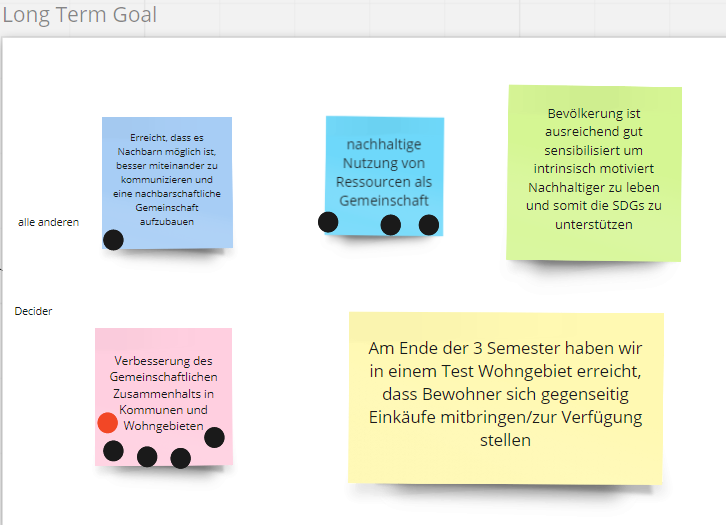 Long Term Goal
Erreicht, dass es
Nachbarn möglich ist,
besser miteinander zu
kommunizieren und
eine nachbarschaftliche
Gemeinschaft
aufzubauen
nachhaltige
Nutzung von
Ressourcen als
Gemeinschaft
Bevölkerung ist
ausreichend gut
sensibilisiert um
intrinsisch motiviert
Nachhaltiger zu leben
und somit die SDGs zu
unterstützen
alle anderen
Decider
Verbesserung des
Gemeinschaftlichen
Zusammenhalts in
Kommunen und
Wohngebieten
Am Ende der 3 Semester haben wir
in einem Test Wohngebiet erreicht,
dass Bewohner sich gegenseitig
Einkäufe mitbringen/zur Verfügung
stellen